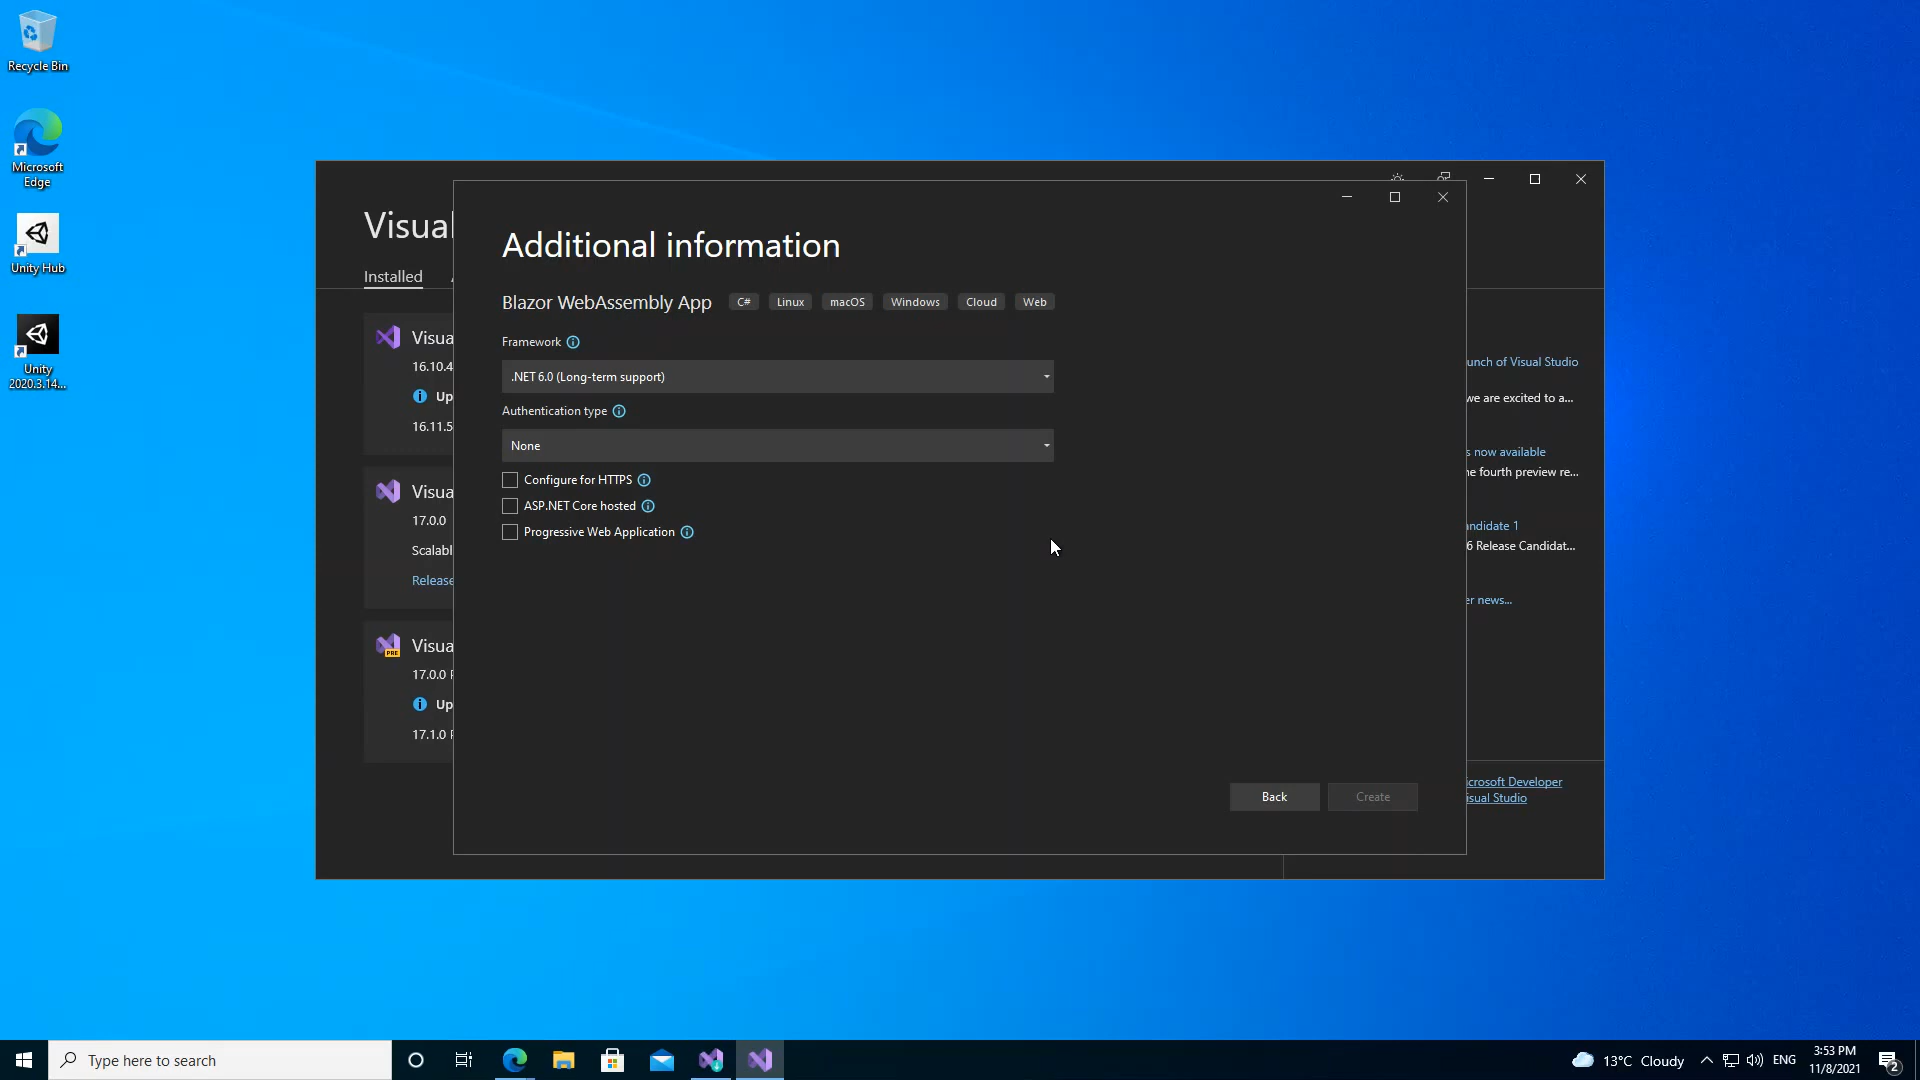 Recycle Bin
Microsoft
Edge
Unity Hub
Unity
2020.3.14...
Visual
Installed
Visua
16.10.4
Up
16.11.5
Visua
17.0.0
Scalabl
Release
Visua
PRE
17.0.0
Up
17.1.0
Additional information
Blazor WebAssembly App
C#
Linux
macOS
Windows
Cloud
Web
Framework
.NET 6.0 (Long-term support)
Authentication type
None
Configure for HTTPS
ASP.NET Core hosted
Progressive Web Application
Back
Create
unch of Visual Studio
we are excited to a...
s now available
he fourth preview re...
andidate 1
6 Release Candidat...
er news...
icrosoft Developer
isual Studio
Type here to search
13°C Cloudy
ENG
3:53 PM
11/8/2021
2